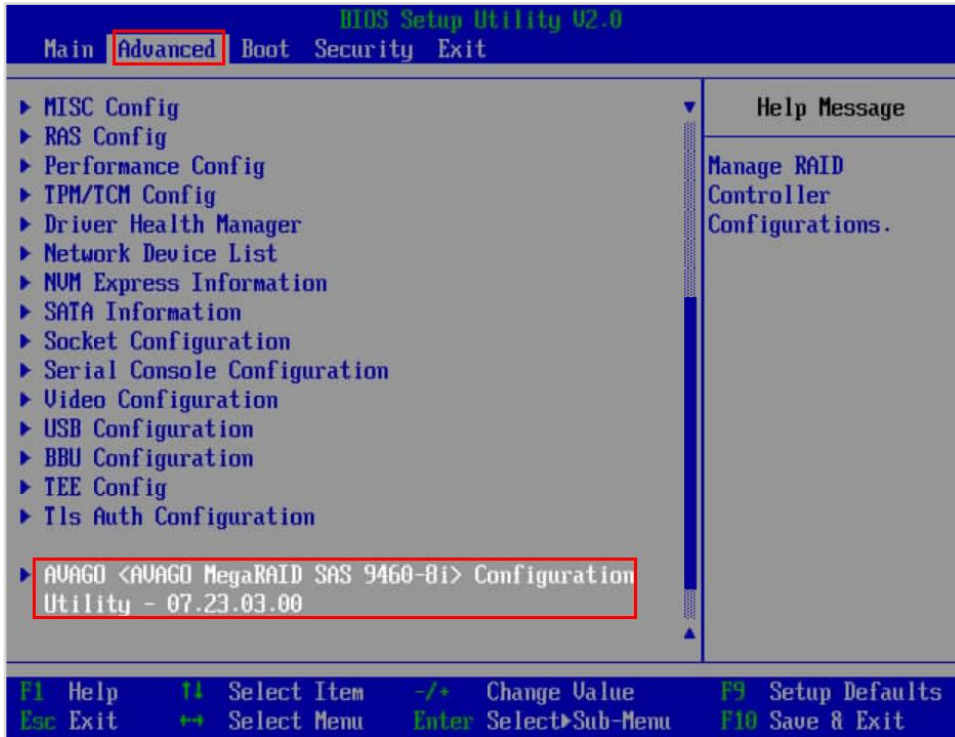 BIOS Setup Utility V2.0
Main Advanced Boot Security Exit
MISC Config
RAS Config
Performance Config
TPM/TCM Config
Driver Health Manager
Network Device List
NVM Express Information
SATA Information
Socket Configuration
Serial Console Configuration
Video Configuration
USB Configuration
BBU Configuration
TEE Config
Tls Auth Configuration
AVAGO <AVAGO MegaRAID SAS 9460-8i> Configuration
Utility - 07.23.03.00
Help Message
Manage RAID
Controller
Configurations.
F1 Help ↑↓ Select Item -/+ Change Value F9 Setup Defaults
Esc Exit ←→ Select Menu Enter Select▶Sub-Menu F10 Save & Exit